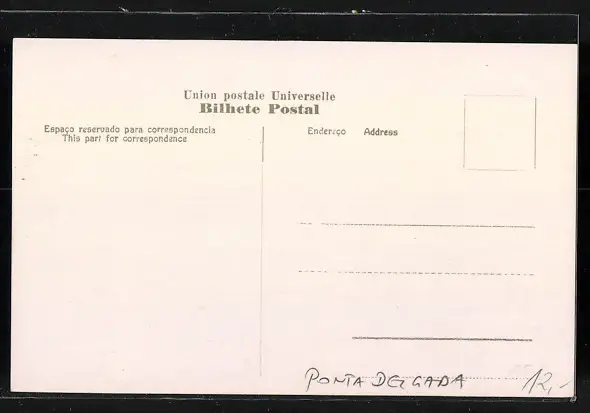 Union postale Universelle
Bilhete Postal
Espaço reservado para correspondencia
This part for correspondence
Endereço Address
PONTA DELGADA 12,-